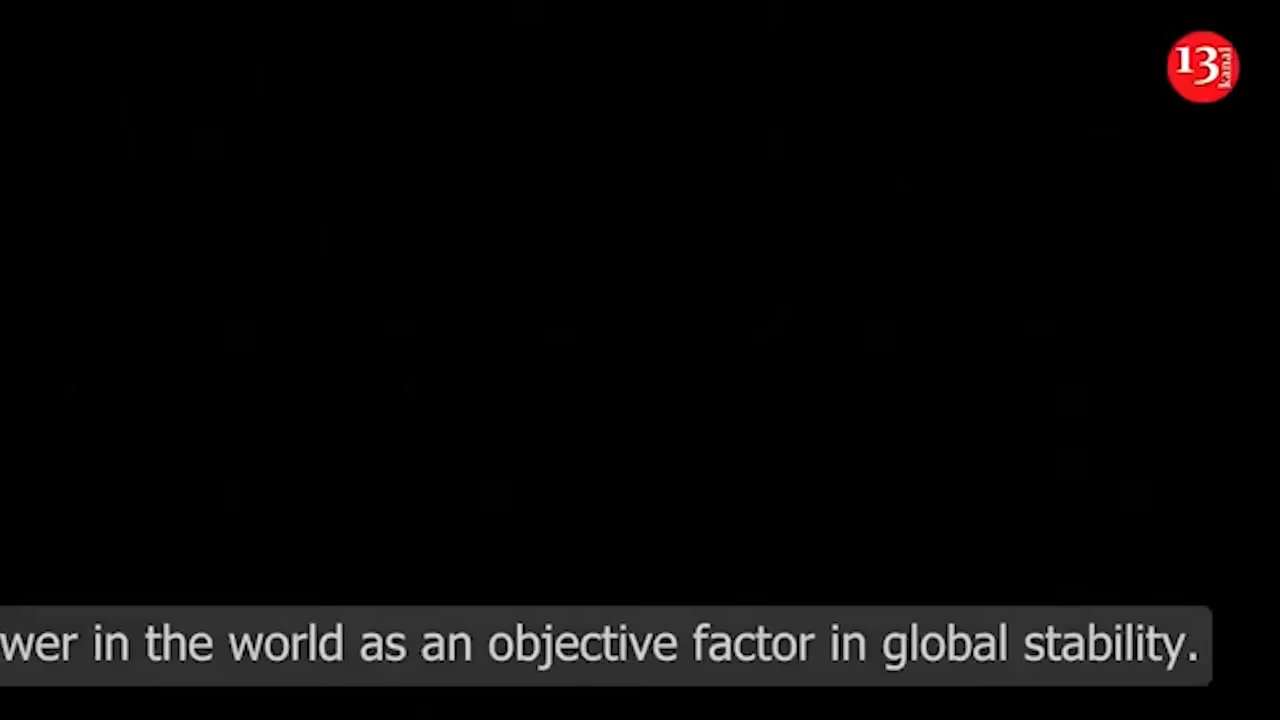 13
kanal
wer in the world as an objective factor in global stability.